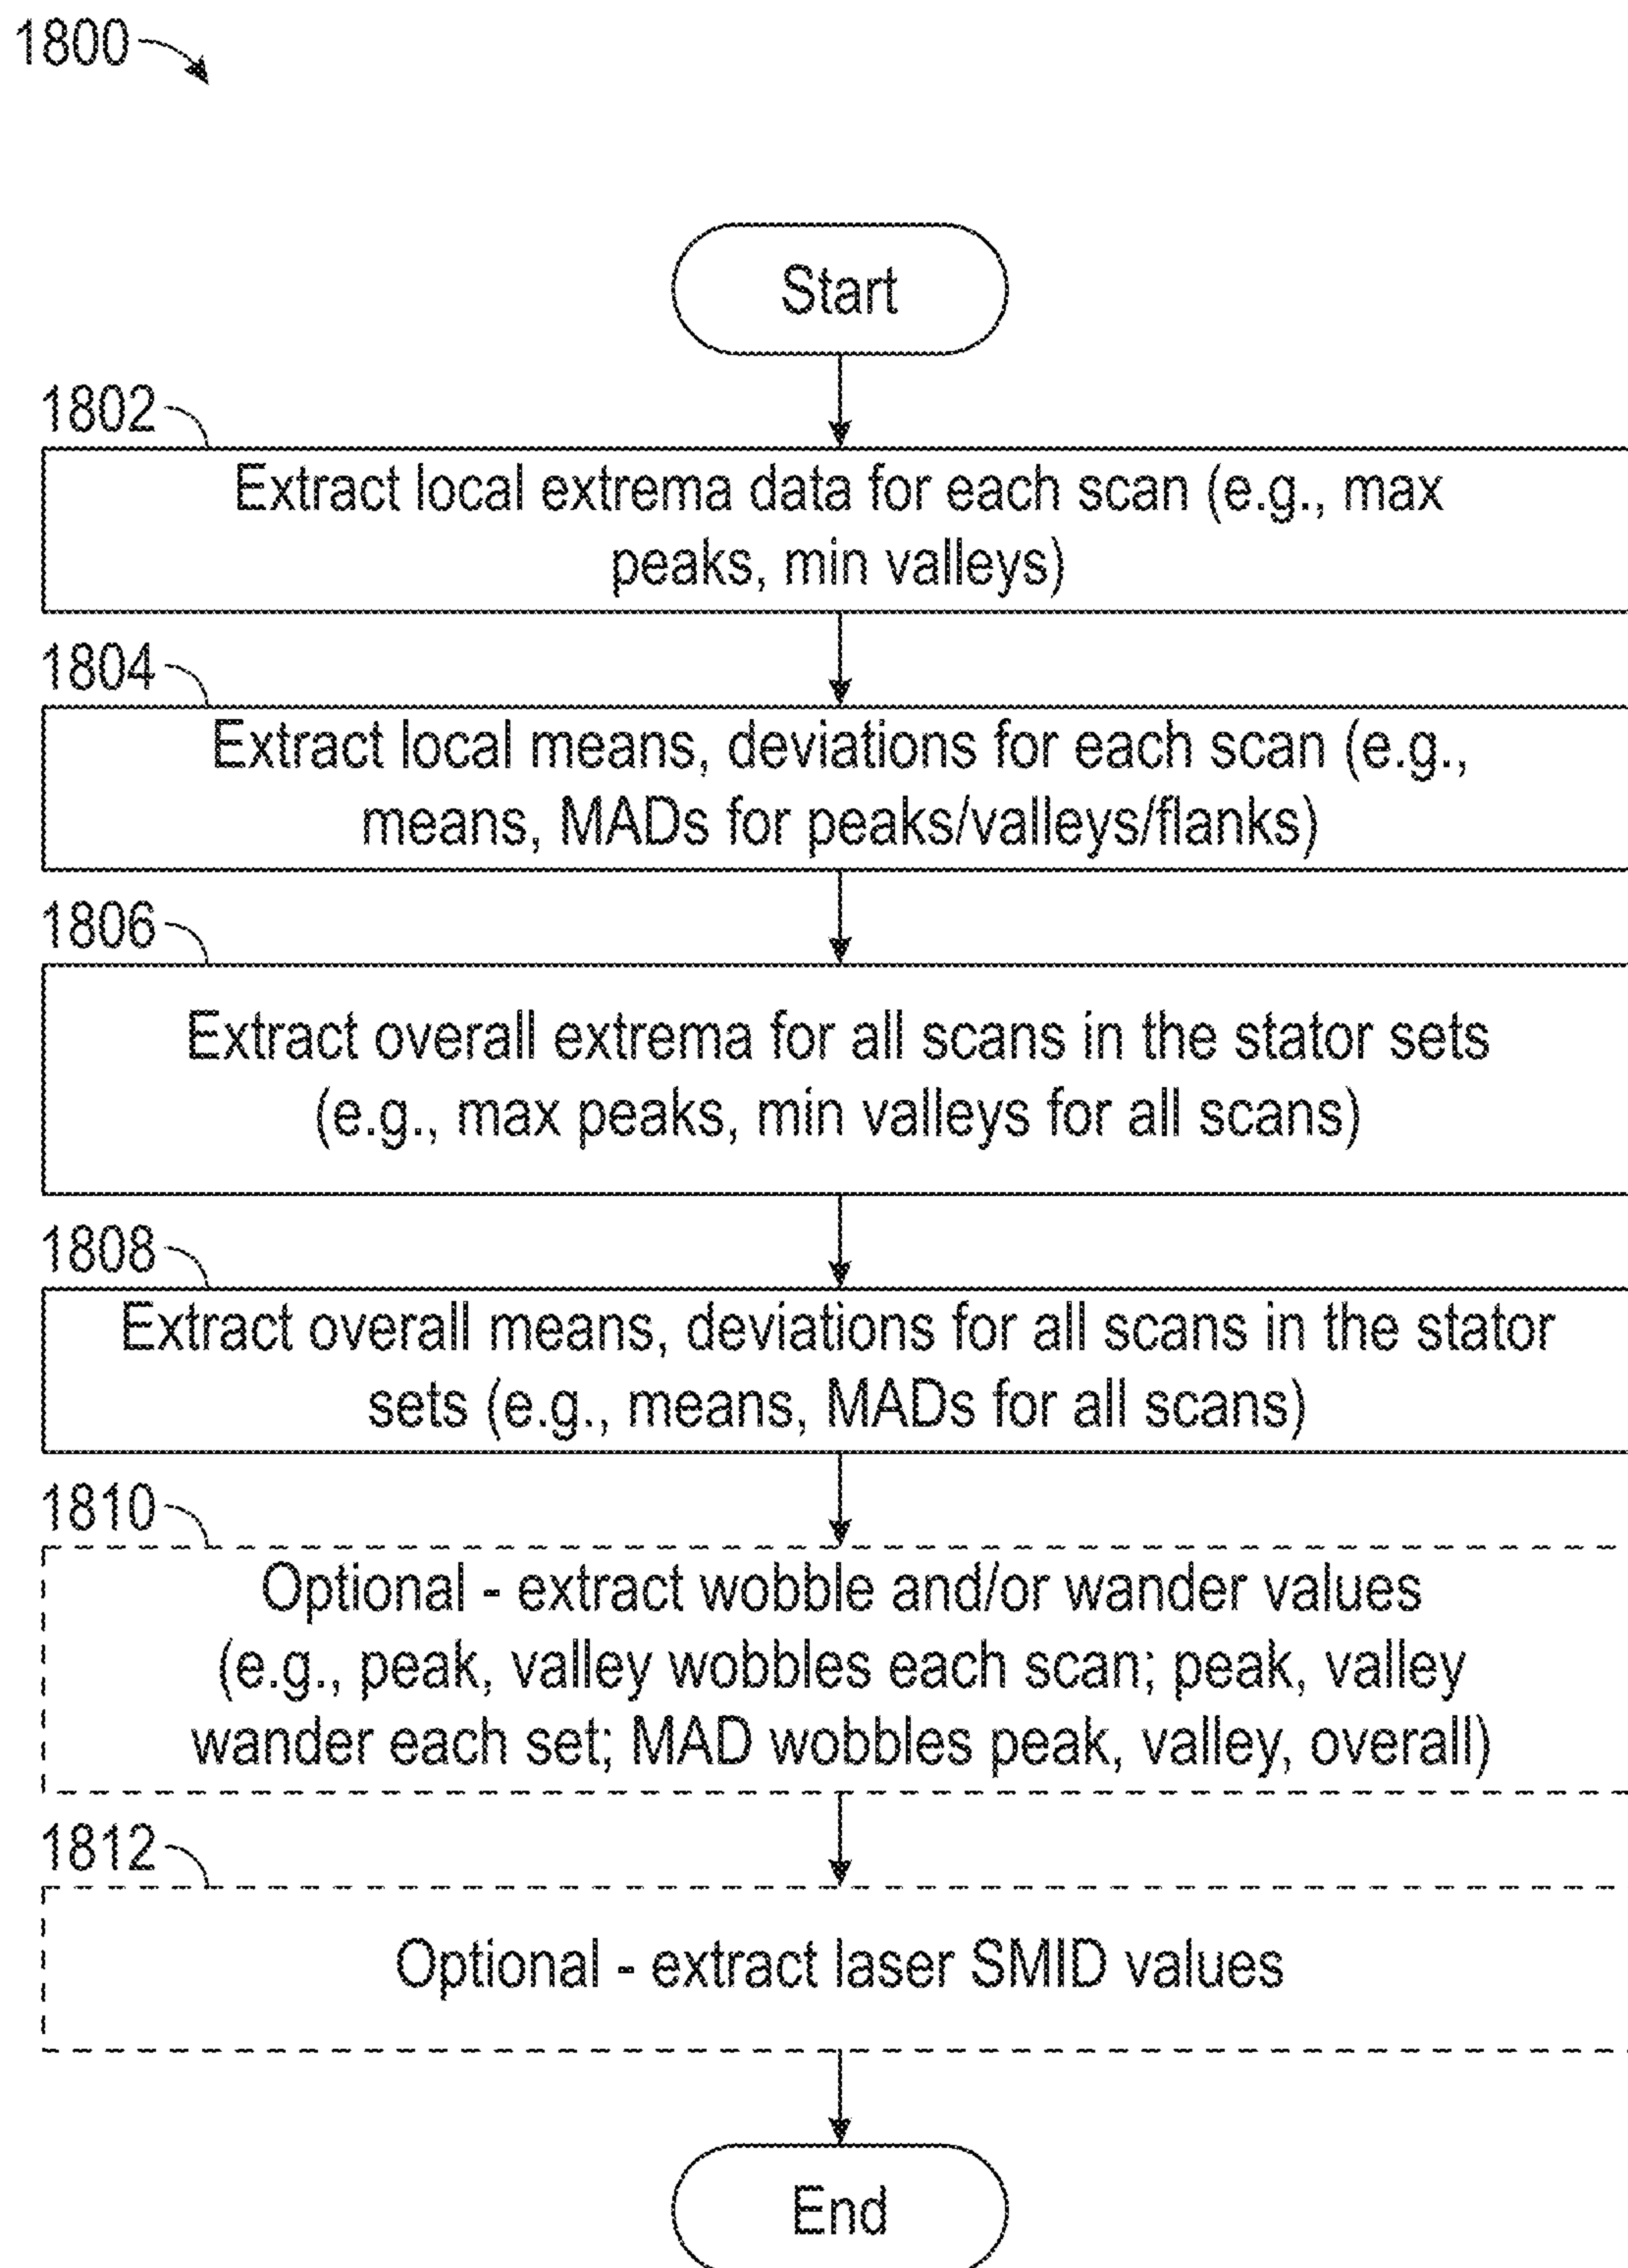 1800
Start
1802
Extract local extrema data for each scan (e.g., max
peaks, min valleys)
1804
Extract local means, deviations for each scan (e.g.,
means, MADs for peaks/valleys/flanks)
1806
Extract overall extrema for all scans in the stator sets
(e.g., max peaks, min valleys for all scans)
1808
Extract overall means, deviations for all scans in the stator
sets (e.g., means, MADs for all scans)
1810
Optional - extract wobble and/or wander values
(e.g., peak, valley wobbles each scan; peak, valley
wander each set; MAD wobbles peak, valley, overall)
1812
Optional - extract laser SMID values
End